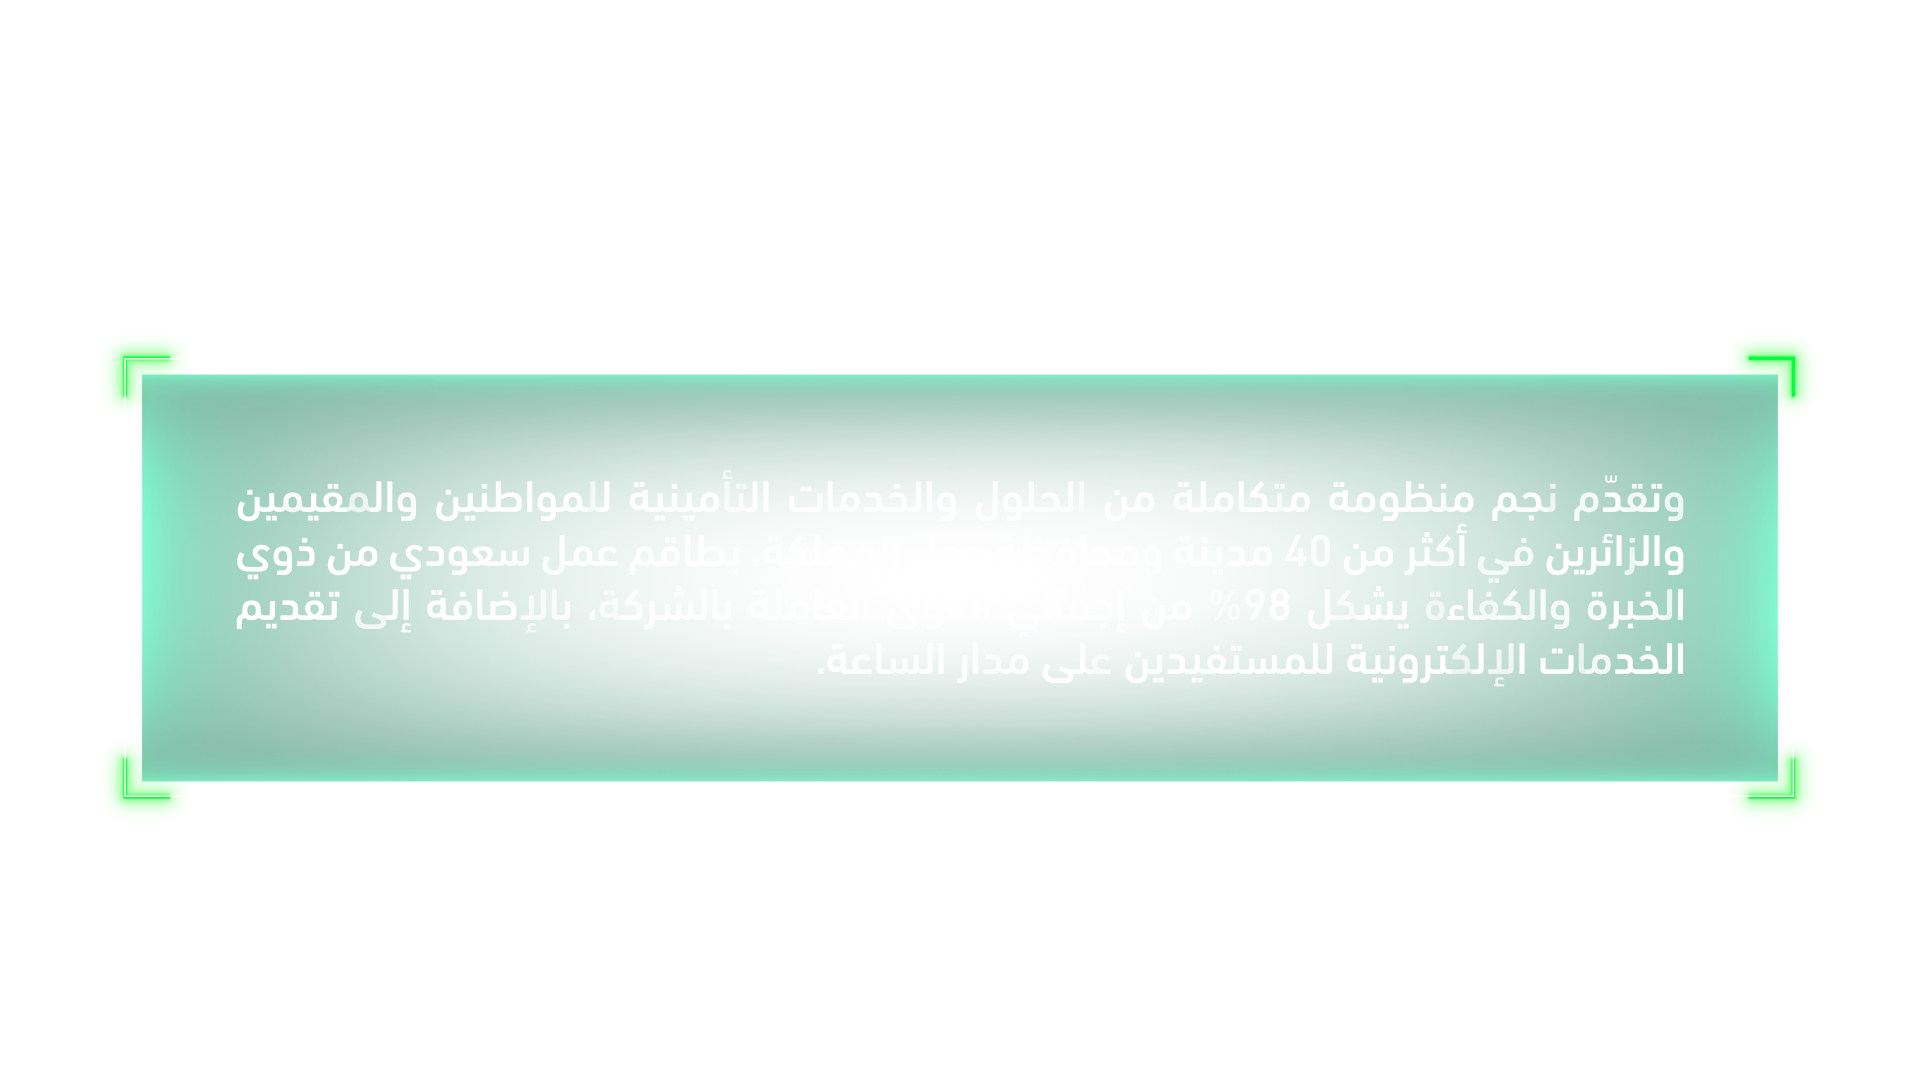 وتقدّم نجم منظومة متكاملة من الحلول والخدمات التأمينية للمواطنين والمقيمين
والزائرين في أكثر من 40 مدينة ومحافظة حول المملكة، بطاقم عمل سعودي من ذوي
الخبرة والكفاءة يشكل 98% من إجمالي القوى العاملة بالشركة، بالإضافة إلى تقديم
الخدمات الإلكترونية للمستفيدين على مدار الساعة.